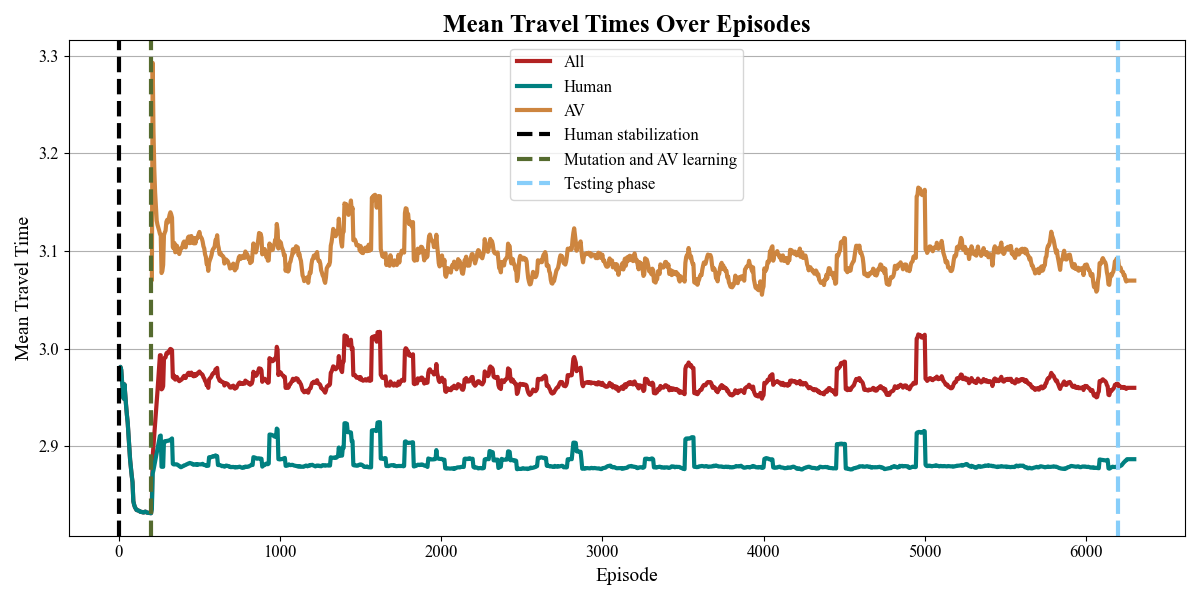 Mean Travel Times Over Episodes
All
Human
AV
Human stabilization
Mutation and AV learning
Testing phase
Mean Travel Time
3.3
3.2
3.1
3.0
2.9
0
1000
2000
3000
4000
5000
6000
Episode